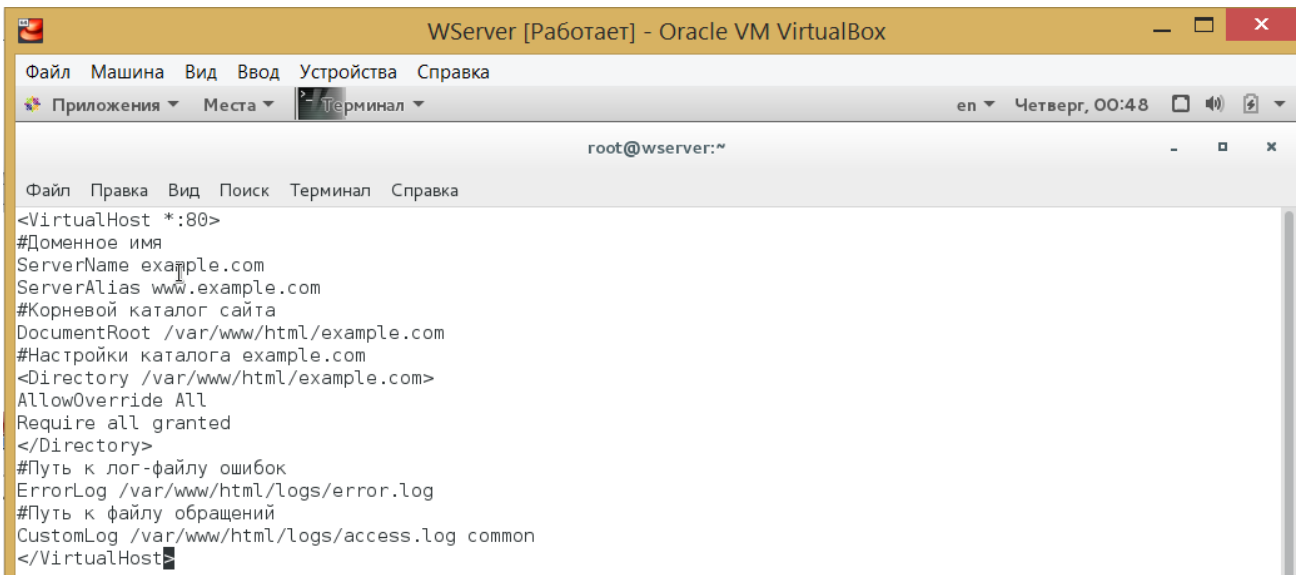 WServer [Работает] - Oracle VM VirtualBox
Файл Машина Вид Ввод Устройства Справка
Приложения Места Терминал en Четверг, 00:48
root@wserver:~
Файл Правка Вид Поиск Терминал Справка
<VirtualHost *:80>
#Доменное имя
ServerName example.com
ServerAlias www.example.com
#Корневой каталог сайта
DocumentRoot /var/www/html/example.com
#Настройки каталога example.com
<Directory /var/www/html/example.com>
AllowOverride All
Require all granted
</Directory>
#Путь к лог-файлу ошибок
ErrorLog /var/www/html/logs/error.log
#Путь к файлу обращений
CustomLog /var/www/html/logs/access.log common
</VirtualHost>